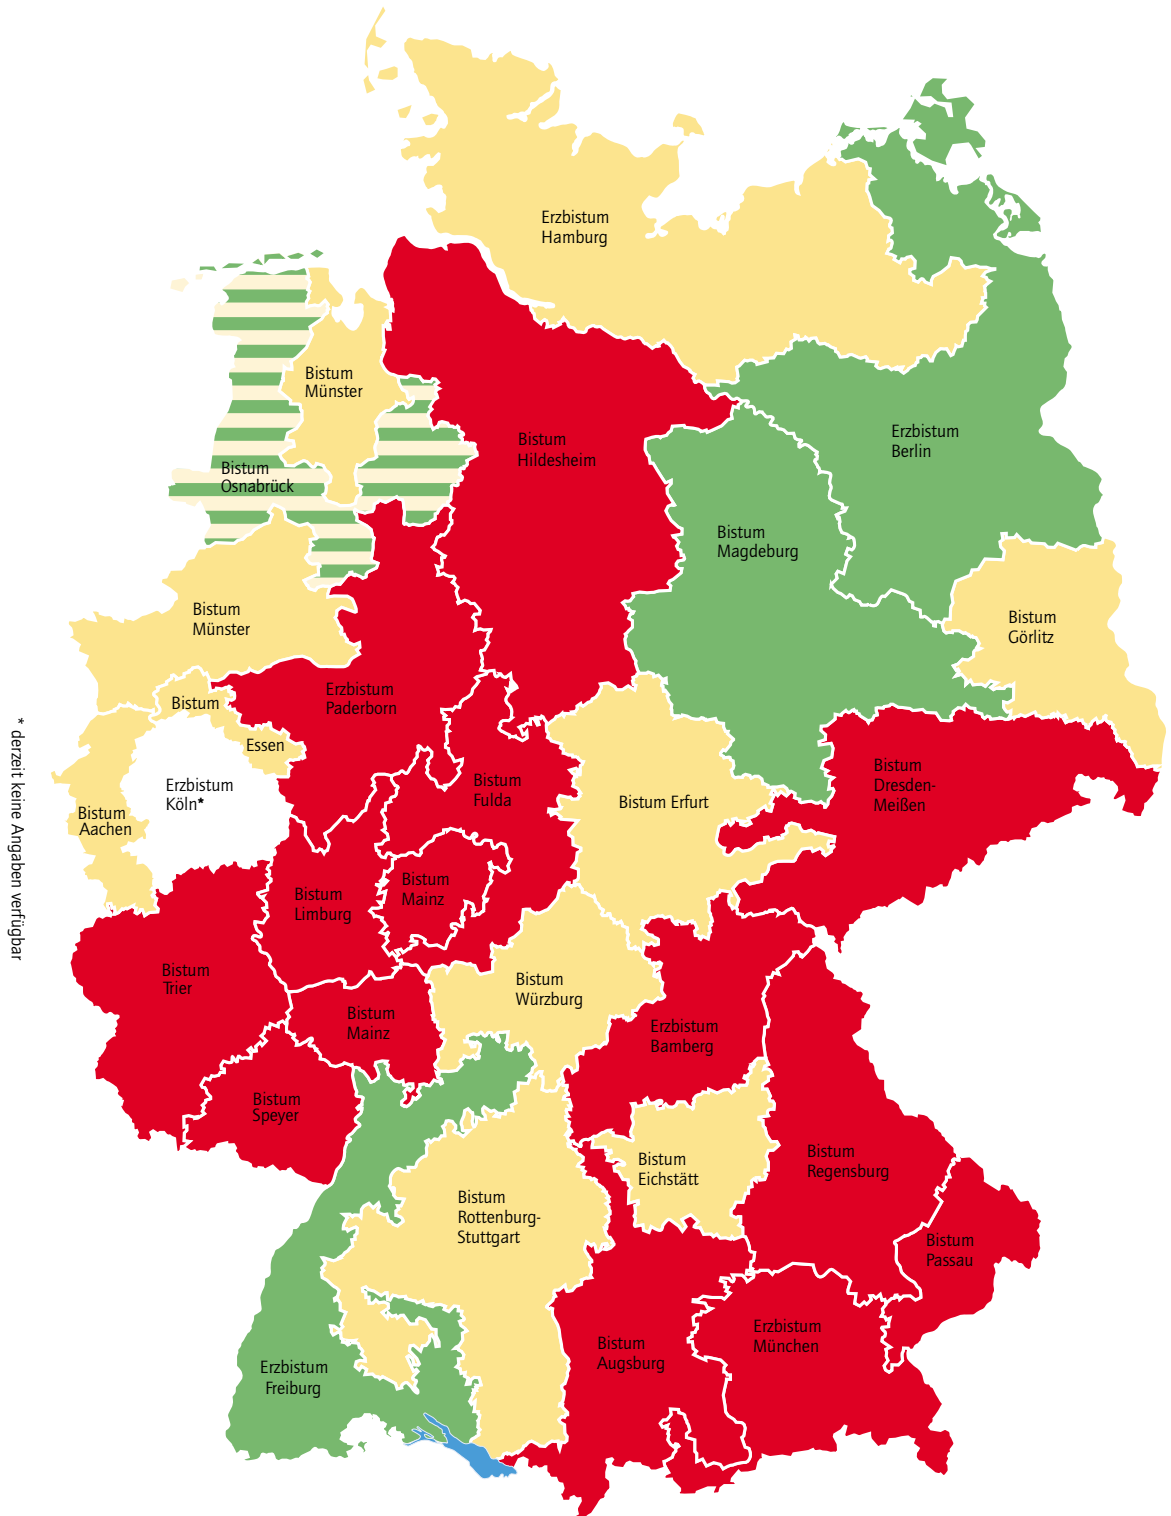 Erzbistum
Hamburg
Bistum
Münster
Bistum
Osnabrück
Bistum
Hildesheim
Erzbistum
Berlin
Bistum
Magdeburg
Bistum
Münster
Bistum
Görlitz
Erzbistum
Paderborn
Bistum
Essen
Erzbistum
Köln*
Bistum
Aachen
Bistum
Fulda
Bistum Erfurt
Bistum
Dresden-
Meißen
Bistum
Limburg
Bistum
Mainz
Bistum
Trier
Bistum
Mainz
Bistum
Würzburg
Erzbistum
Bamberg
Bistum
Speyer
Bistum
Eichstätt
Bistum
Regensburg
Bistum
Rottenburg-
Stuttgart
Bistum
Passau
Erzbistum
Freiburg
Bistum
Augsburg
Erzbistum
München
* derzeit keine Angaben verfügbar